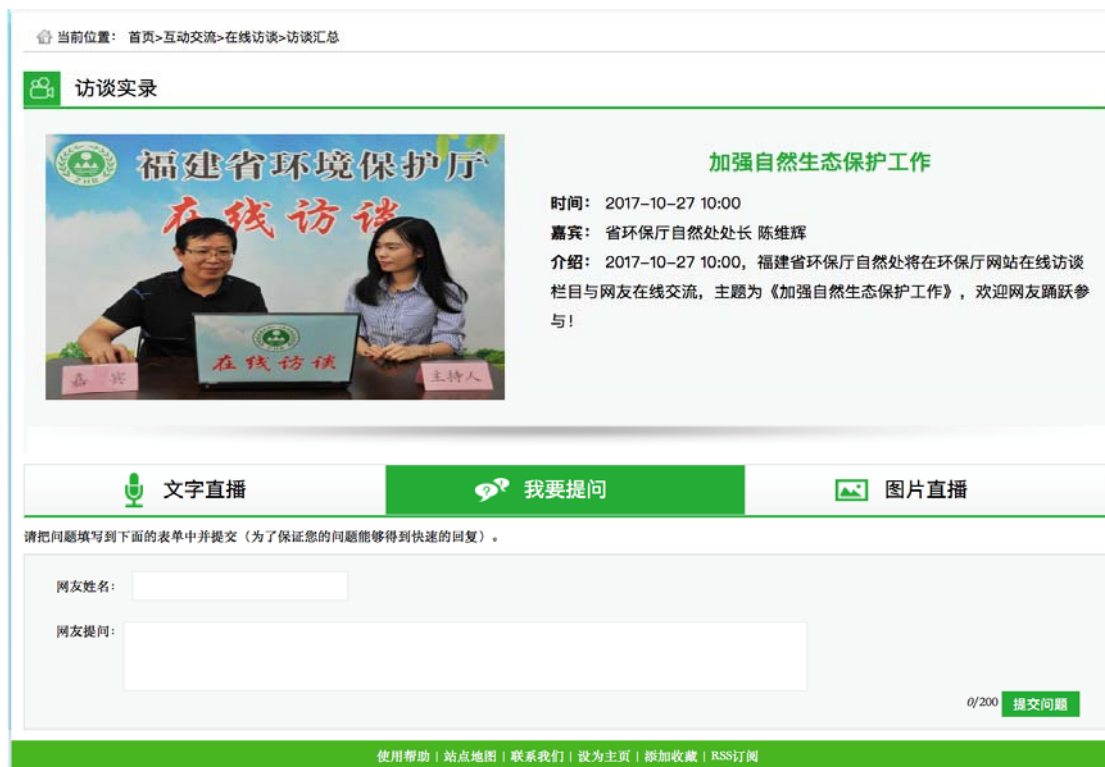 当前位置： 首页>互动交流>在线访谈>访谈汇总
访谈实录
福建省环境保护厅
在线访谈
在线访谈
嘉 宾
主持人
加强自然生态保护工作
时间： 2017-10-27 10:00
嘉宾： 省环保厅自然处处长 陈维辉
介绍： 2017-10-27 10:00，福建省环保厅自然处将在环保厅网站在线访谈
栏目与网友在线交流，主题为《加强自然生态保护工作》，欢迎网友踊跃参
与！
文字直播
我要提问
图片直播
请把问题填写到下面的表单中并提交（为了保证您的问题能够得到快速的回复）。
网友姓名：
网友提问：
0/200 提交问题
使用帮助 | 站点地图 | 联系我们 | 设为主页 | 添加收藏 | RSS订阅